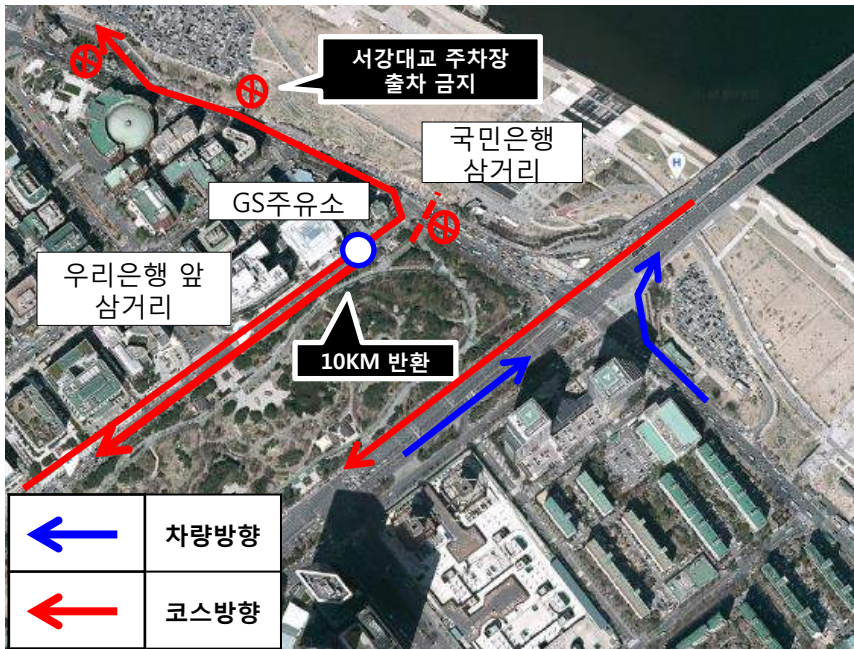 서강대교 주차장
출차 금지
국민은행
삼거리
GS주유소
우리은행 앞
삼거리
10KM 반환
H
차량방향
코스방향